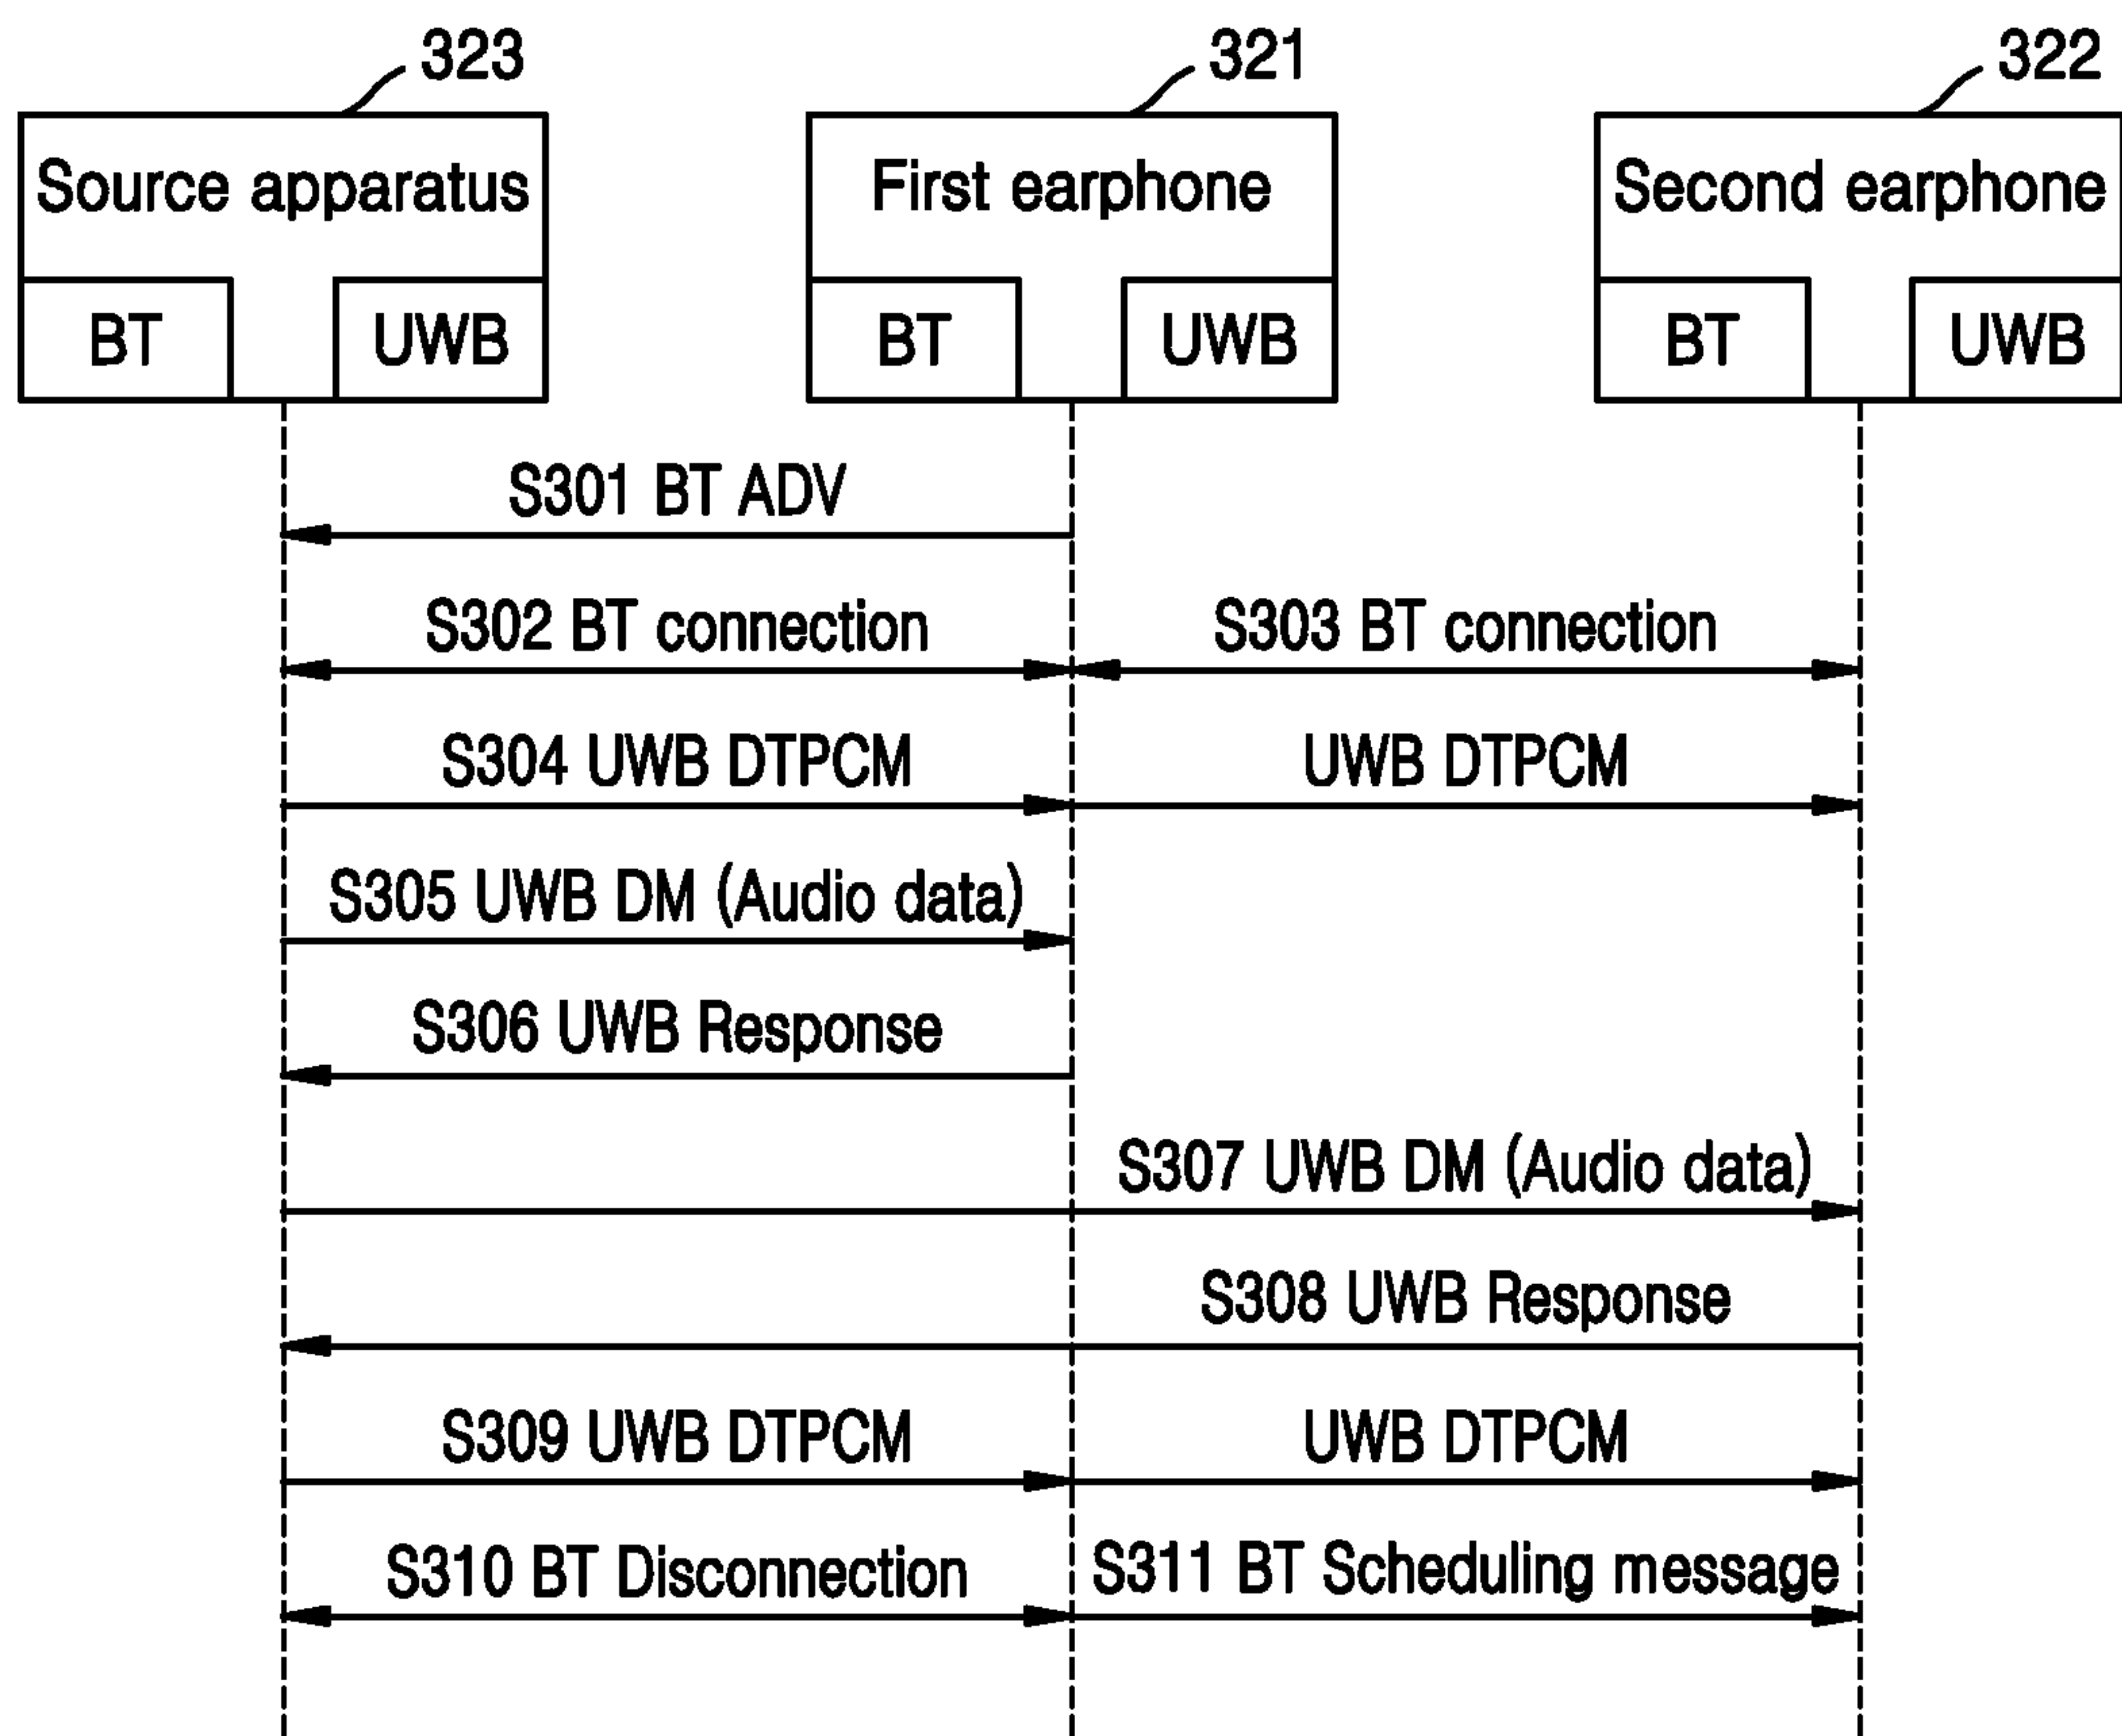 323
321
322
Source apparatus
First earphone
Second earphone
BT
UWB
BT
UWB
BT
UWB
S301 BT ADV
S302 BT connection
S303 BT connection
S304 UWB DTPCM
UWB DTPCM
S305 UWB DM (Audio data)
S306 UWB Response
S307 UWB DM (Audio data)
S308 UWB Response
S309 UWB DTPCM
UWB DTPCM
S310 BT Disconnection
S311 BT Scheduling message